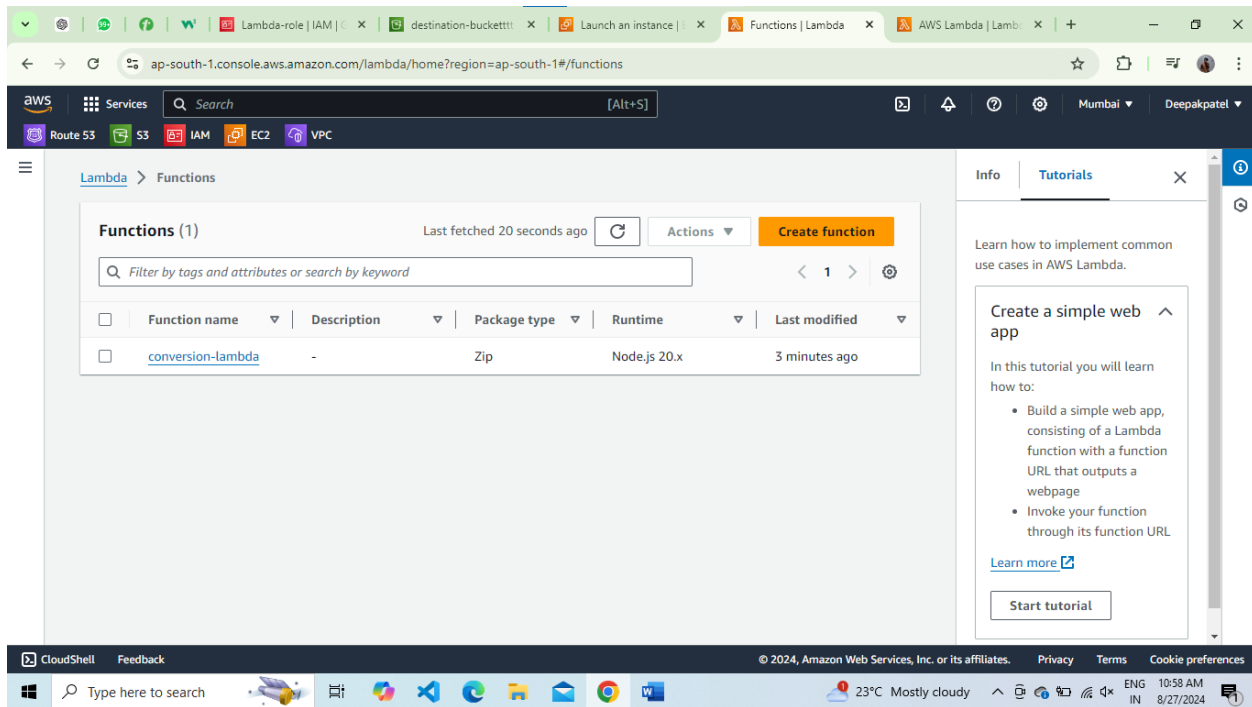 99+
Lambda-role | IAM | G
destination-bucketttt
Launch an instance | E
Functions | Lambda
AWS Lambda | Lambd
ap-south-1.console.aws.amazon.com/lambda/home?region=ap-south-1#/functions
aws
Services
Search
[Alt+S]
Mumbai ▼
Deepakpatel ▼
Route 53
S3
IAM
EC2
VPC
Lambda > Functions
Functions (1)
Last fetched 20 seconds ago
Actions ▼
Create function
Filter by tags and attributes or search by keyword
< 1 >
Function name
Description
Package type
Runtime
Last modified
conversion-lambda
-
Zip
Node.js 20.x
3 minutes ago
Info
Tutorials
Learn how to implement common
use cases in AWS Lambda.
Create a simple web
app
In this tutorial you will learn
how to:
• Build a simple web app,
consisting of a Lambda
function with a function
URL that outputs a
webpage
• Invoke your function
through its function URL
Learn more
Start tutorial
CloudShell
Feedback
© 2024, Amazon Web Services, Inc. or its affiliates.
Privacy
Terms
Cookie preferences
Type here to search
1
23°C Mostly cloudy
ENG
IN
10:58 AM
8/27/2024
1